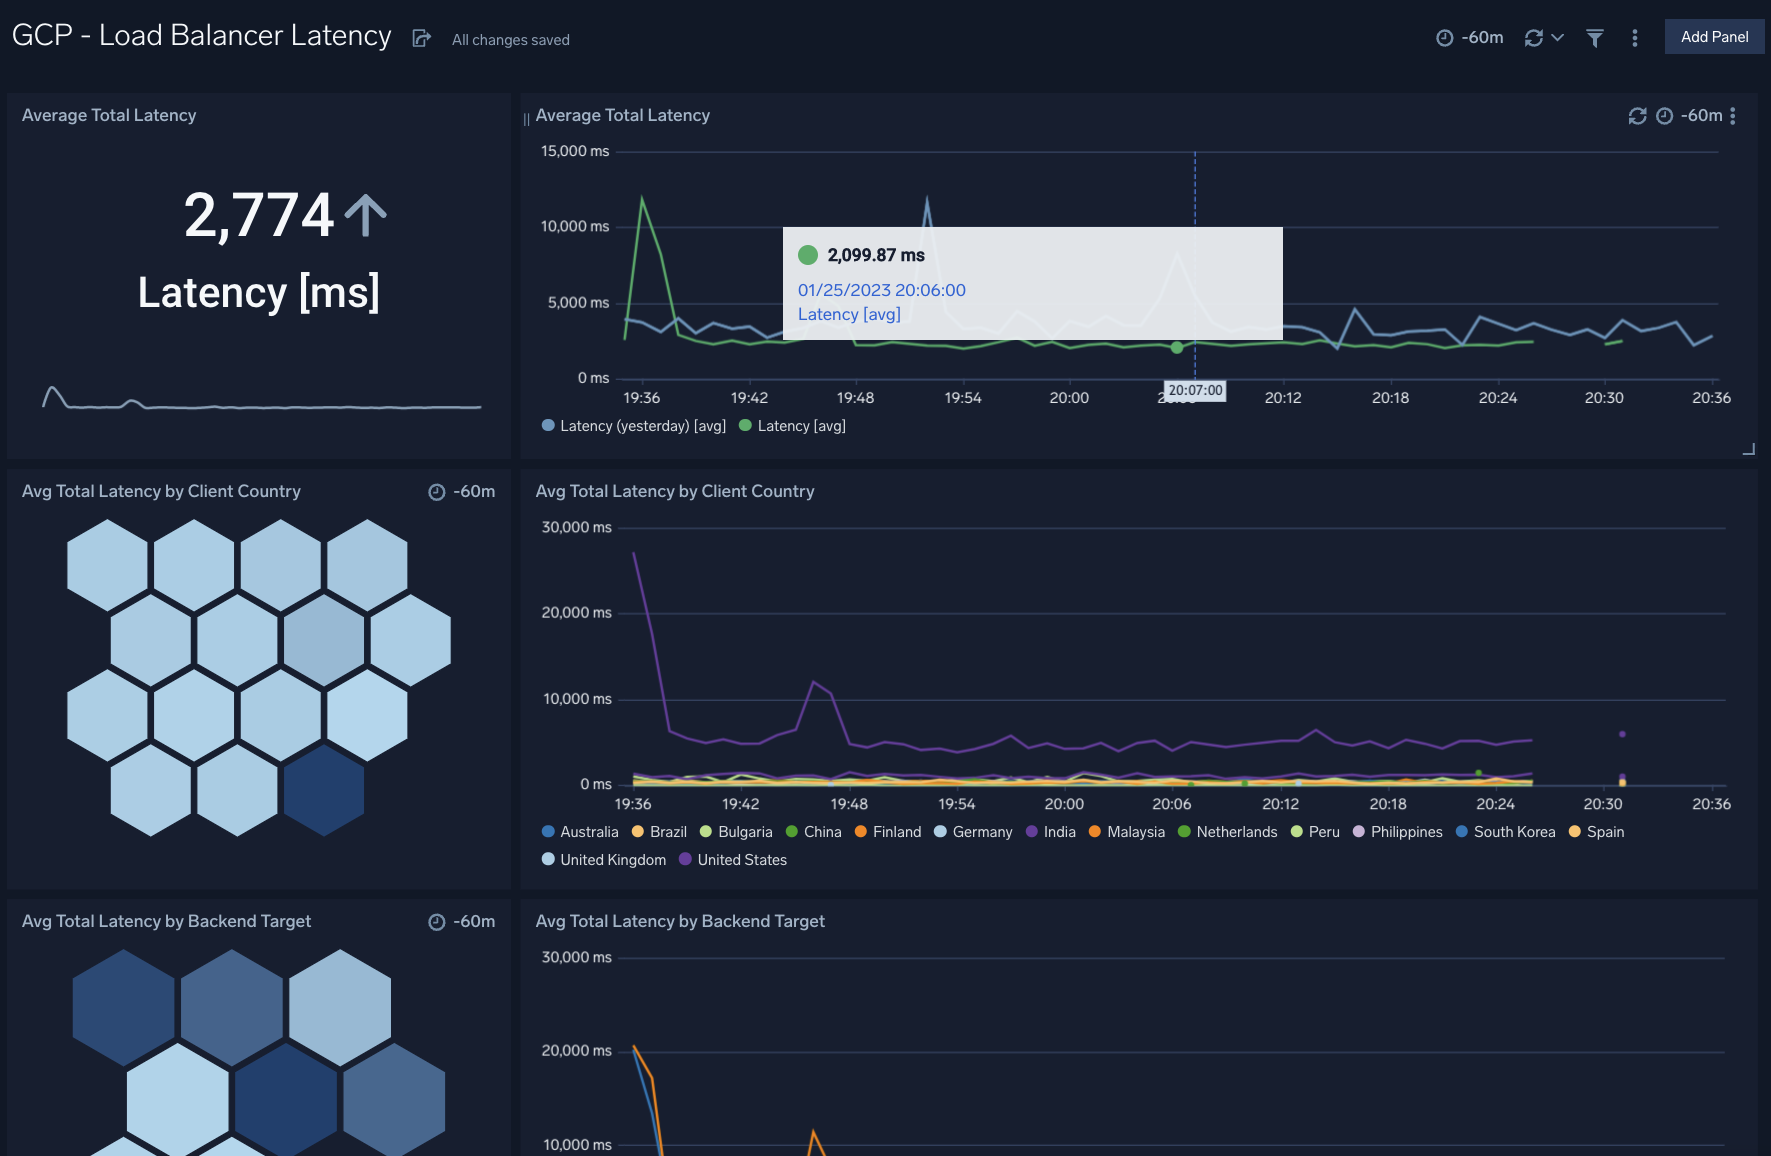 GCP - Load Balancer Latency
All changes saved
-60m
Add Panel
Average Total Latency
2,774
Latency [ms]
Average Total Latency
-60m
15,000 ms
10,000 ms
5,000 ms
0 ms
2,099.87 ms
01/25/2023 20:06:00
Latency [avg]
20:07:00
19:36 19:42 19:48 19:54 20:00 20:12 20:18 20:24 20:30 20:36
Latency (yesterday) [avg] Latency [avg]
Avg Total Latency by Client Country
-60m
Avg Total Latency by Client Country
30,000 ms
20,000 ms
10,000 ms
0 ms
19:36 19:42 19:48 19:54 20:00 20:06 20:12 20:18 20:24 20:30 20:36
Australia Brazil Bulgaria China Finland Germany India Malaysia Netherlands Peru Philippines South Korea Spain
United Kingdom United States
Avg Total Latency by Backend Target
-60m
Avg Total Latency by Backend Target
30,000 ms
20,000 ms
10,000 ms